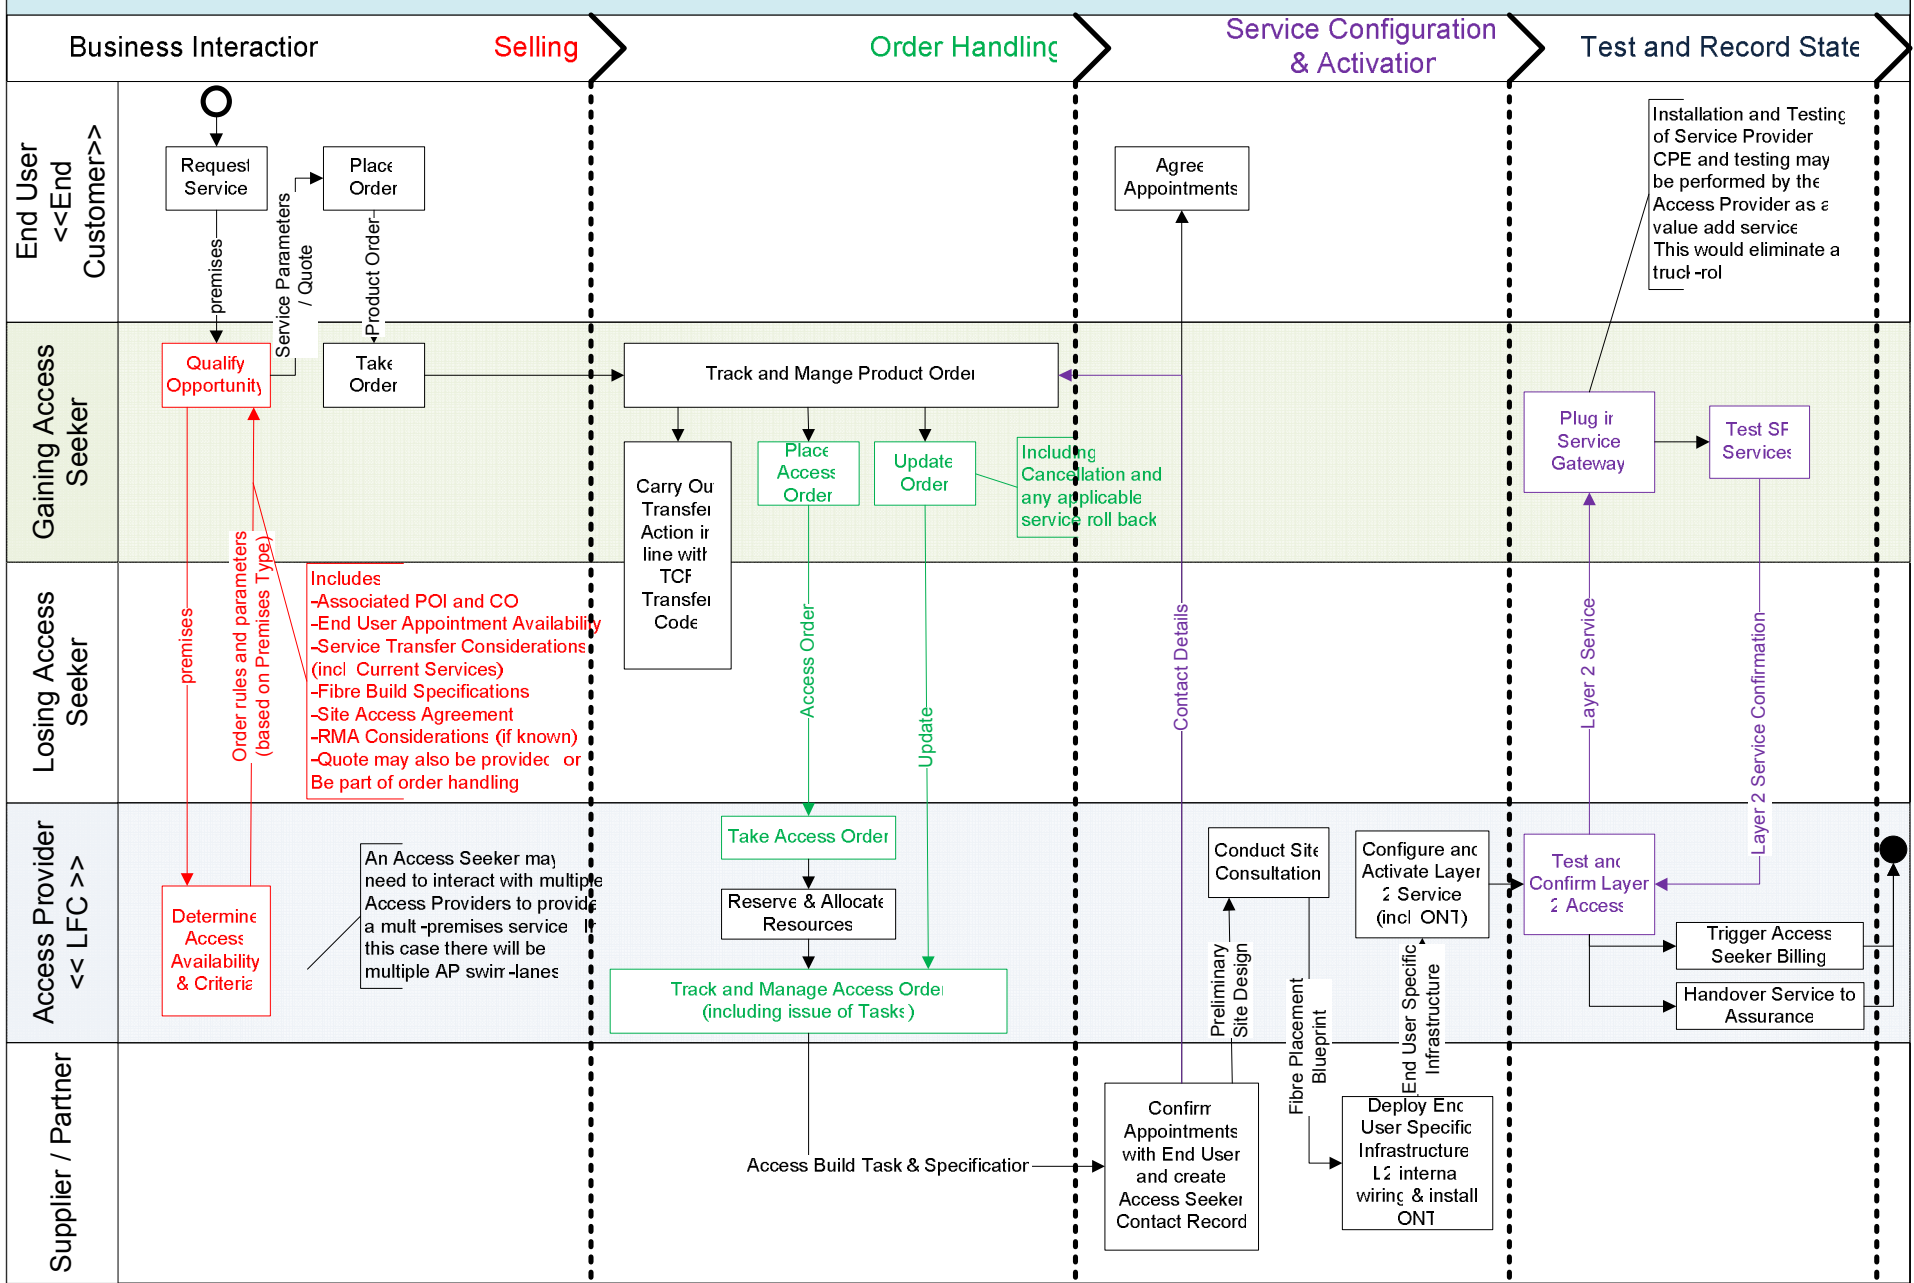 Business Interaction
Selling
Order Handling
Service Configuration
& Activation
Test and Record State
End User
<<End
Customer>>
Request
Service
Place
Order
Agree
Appointments
Installation and Testing
of Service Provider
CPE and testing may
be performed by the
Access Provider as a
value add service
This would eliminate a
truck-roll
premises
Service Parameters
/ Quote
Product Order
Gaining Access
Seeker
Qualify
Opportunity
Take
Order
Track and Mange Product Order
Carry Out
Transfer
Action in
line with
TCF
Transfer
Code
Place
Access
Order
Update
Order
Including
Cancellation and
any applicable
service roll back
Plug in
Service
Gateway
Test SP
Services
Losing Access
Seeker
premises
Order rules and parameters
(based on Premises Type)
Includes
-Associated POI and CO
-End User Appointment Availability
-Service Transfer Considerations
(incl Current Services)
-Fibre Build Specifications
-Site Access Agreement
-RMA Considerations (if known)
-Quote may also be provided or
Be part of order handling
Access Order
Update
Contact Details
Layer 2 Service
Layer 2 Service Confirmation
Access Provider
<< LFC >>
Determine
Access
Availability
& Criteria
An Access Seeker may
need to interact with multiple
Access Providers to provide
a mult-premises service In
this case there will be
multiple AP swim-lanes
Take Access Order
Reserve & Allocate
Resources
Track and Manage Access Order
(including issue of Tasks)
Conduct Site
Consultation
Configure and
Activate Layer
2 Service
(incl ONT)
Test and
Confirm Layer
2 Access
Trigger Access
Seeker Billing
Handover Service to
Assurance
Preliminary
Site Design
Fibre Placement
Blueprint
End User Specific
Infrastructure
Supplier / Partner
Access Build Task & Specification
Confirm
Appointments
with End User
and create
Access Seeker
Contact Record
Deploy End
User Specific
Infrastructure
L2 internal
wiring & install
ONT